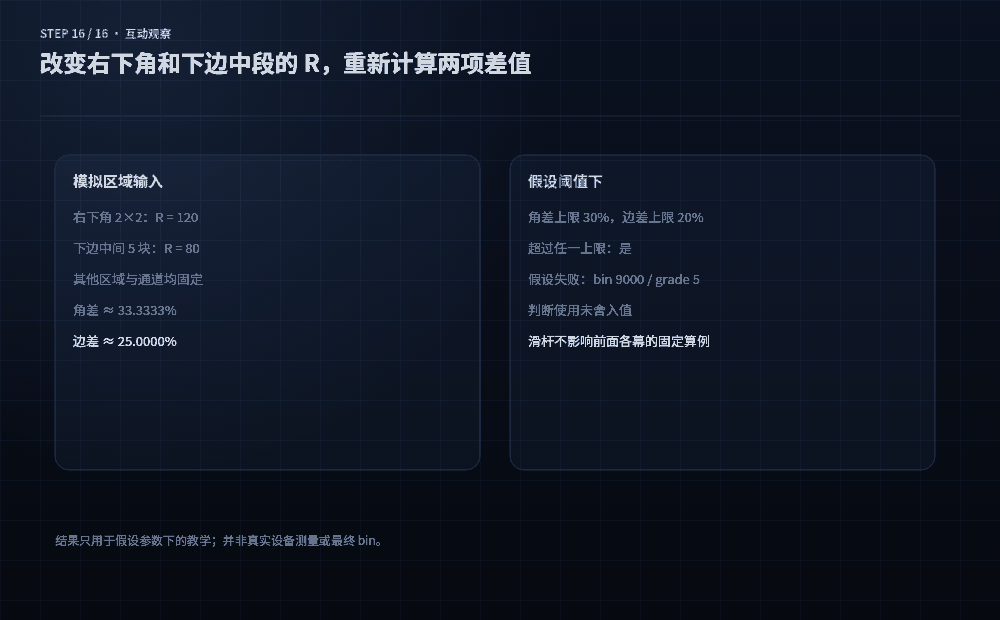 STEP 16 / 16 · 互动观察
改变右下角和下边中段的 R，重新计算两项差值
模拟区域输入
右下角 2×2：R = 120
下边中间 5 块：R = 80
其他区域与通道均固定
角差 ≈ 33.3333%
边差 ≈ 25.0000%
假设阈值下
角差上限 30%，边差上限 20%
超过任一上限：是
假设失败：bin 9000 / grade 5
判断使用未舍入值
滑杆不影响前面各幕的固定算例
结果只用于假设参数下的教学；并非真实设备测量或最终 bin。